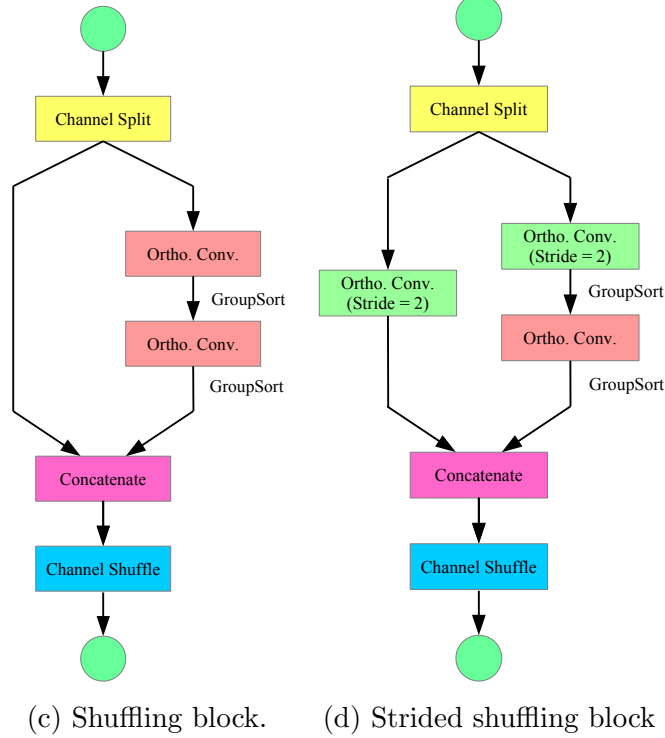 Channel Split
Ortho. Conv.
GroupSort
Ortho. Conv.
GroupSort
Concatenate
Channel Shuffle
(c) Shuffling block.
Channel Split
Ortho. Conv.
(Stride = 2)
Ortho. Conv.
(Stride = 2)
GroupSort
Ortho. Conv.
GroupSort
Concatenate
Channel Shuffle
(d) Strided shuffling block